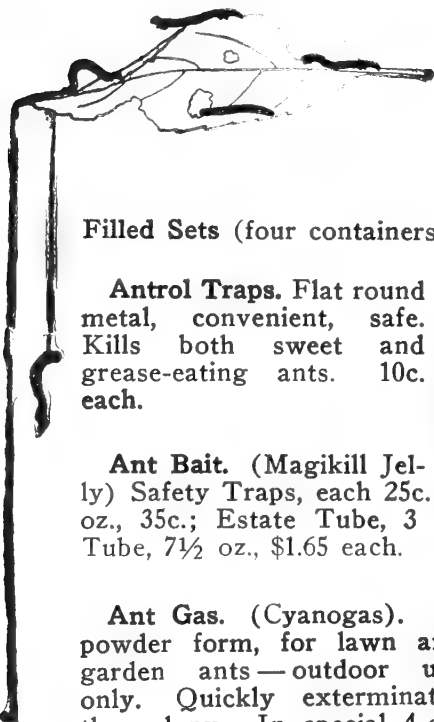 Filled Sets (four containers
Antrol Traps. Flat round
metal, convenient, safe.
Kills both sweet and
grease-eating ants. 10c.
each.
Ant Bait. (Magikill Jel-
ly) Safety Traps, each 25c.
oz., 35c.; Estate Tube, 3
Tube, 7½ oz., $1.65 each.
Ant Gas. (Cyanogas).
powder form, for lawn
garden ants — outdoor
only. Quickly